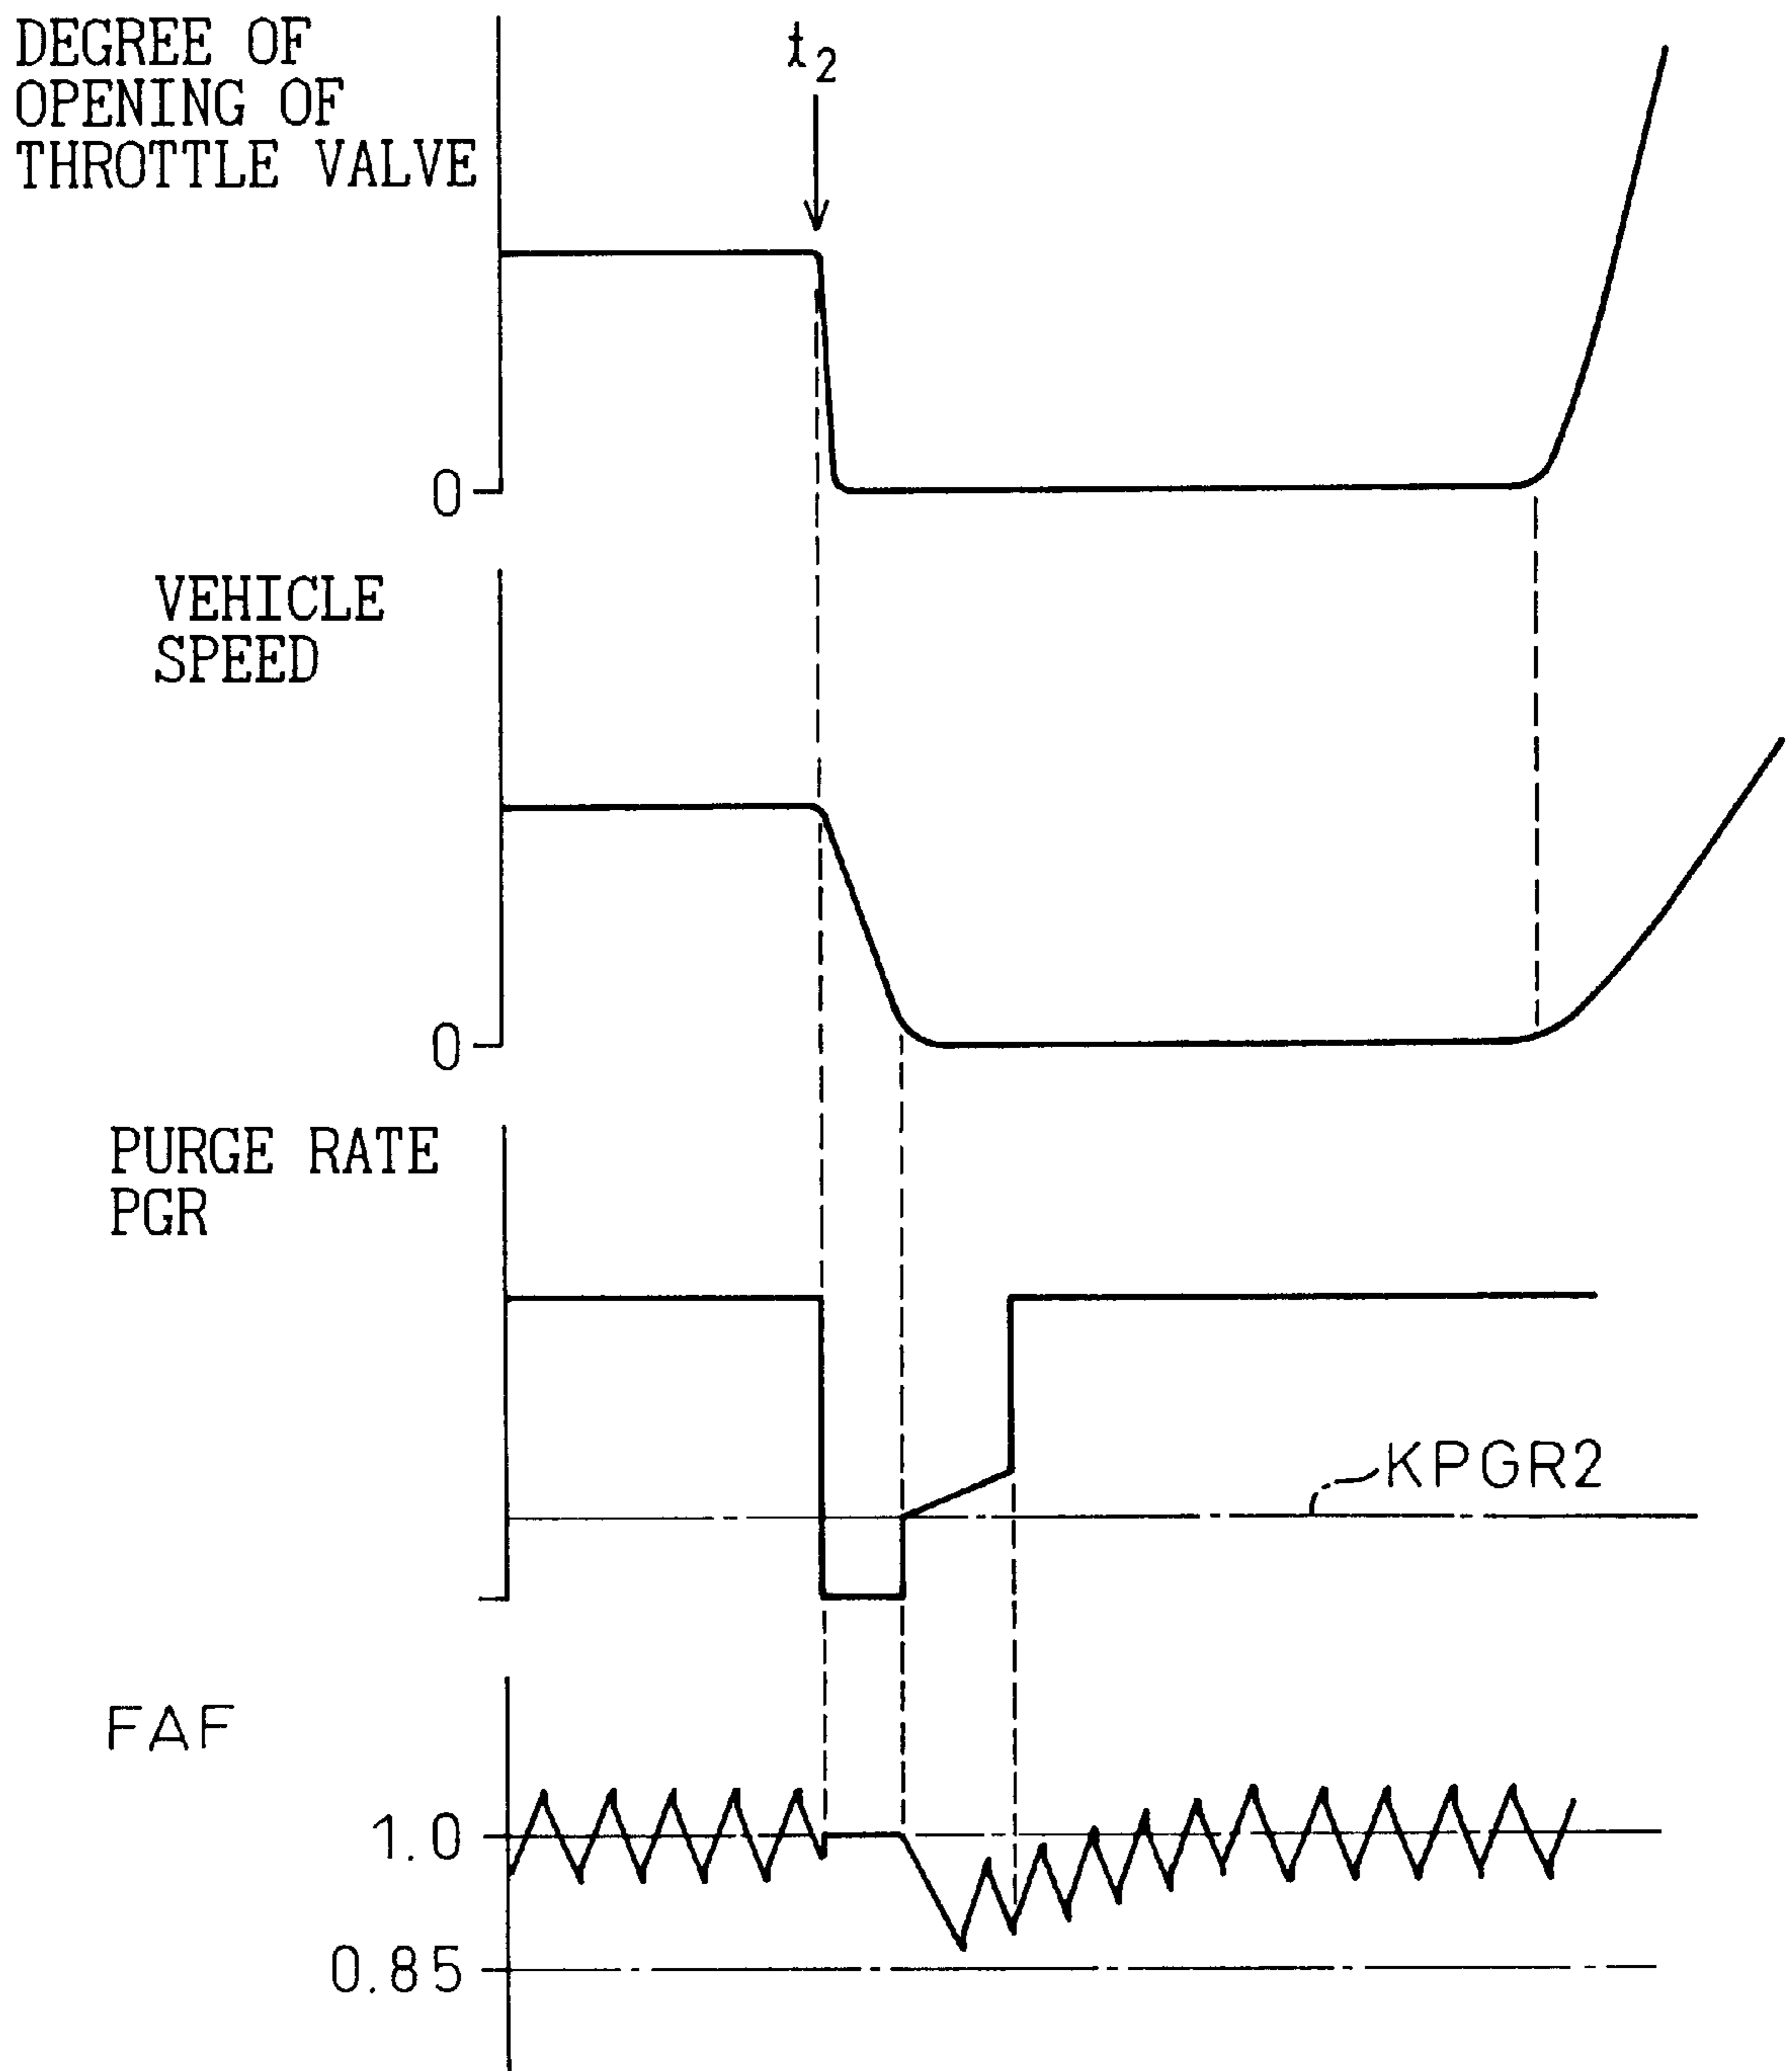 DEGREE OF
OPENING OF
THROTTLE VALVE
t2
0
VEHICLE
SPEED
0
PURGE RATE
PGR
KPGR2
FAF
1.0
0.85